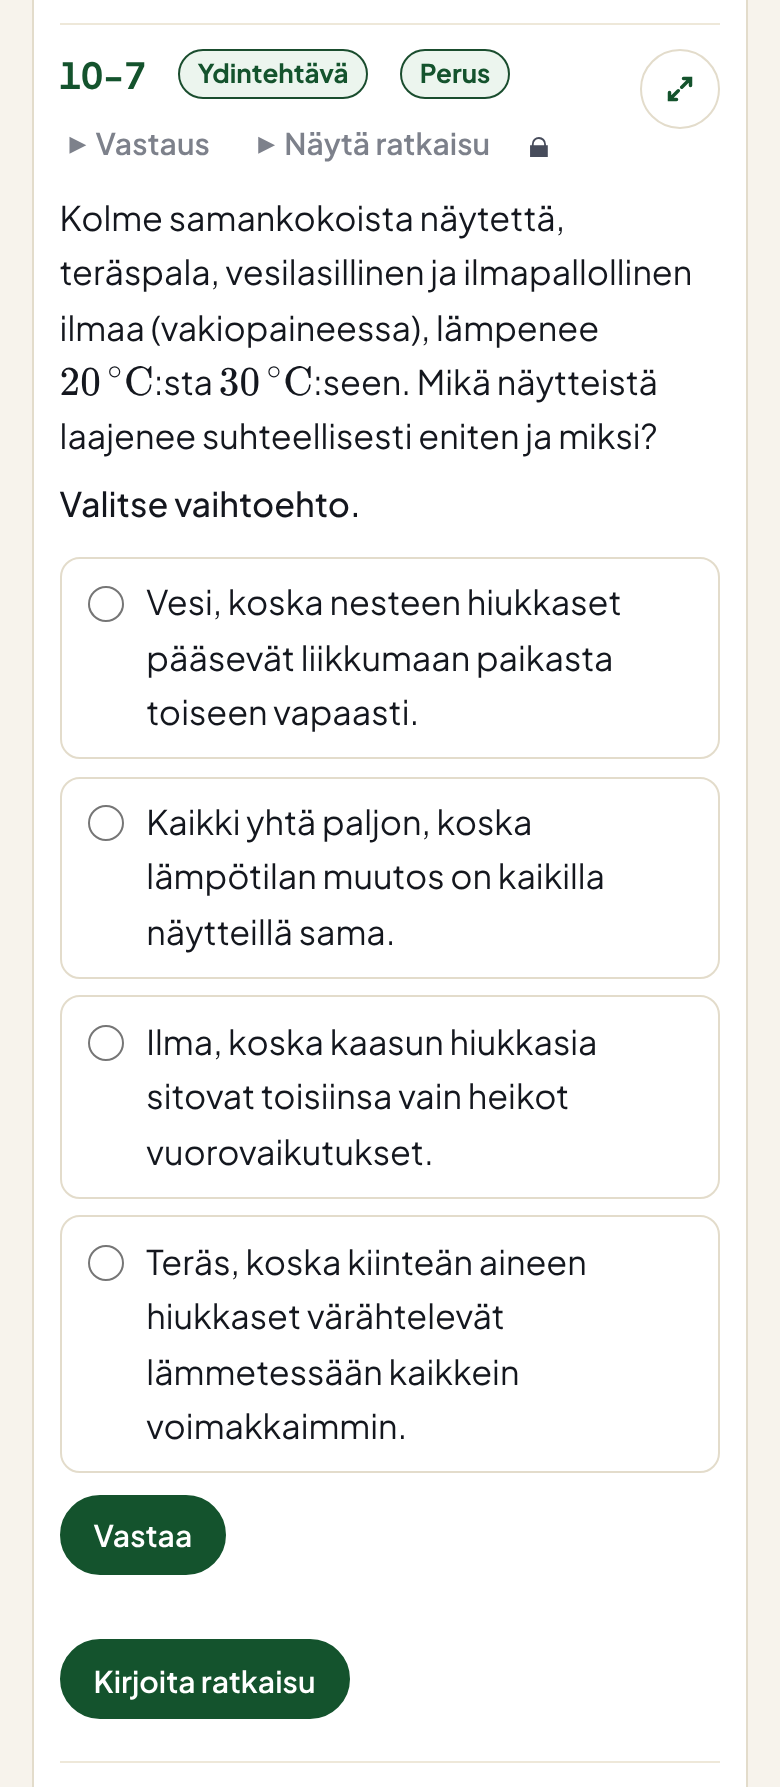 10–7 Ydintehtävä Perus
▶ Vastaus ▶ Näytä ratkaisu
Kolme samankokoista näytettä,
teräspala, vesilasillinen ja ilmapallollinen
ilmaa (vakiopaineessa), lämpenee
20 °C:sta 30 °C:seen. Mikä näytteistä
laajenee suhteellisesti eniten ja miksi?
Valitse vaihtoehto.
Vesi, koska nesteen hiukkaset
pääsevät liikkumaan paikasta
toiseen vapaasti.
Kaikki yhtä paljon, koska
lämpötilan muutos on kaikilla
näytteillä sama.
Ilma, koska kaasun hiukkasia
sitovat toisiinsa vain heikot
vuorovaikutukset.
Teräs, koska kiinteän aineen
hiukkaset värähtelevät
lämmetessään kaikkein
voimakkaimmin.
Vastaa
Kirjoita ratkaisu